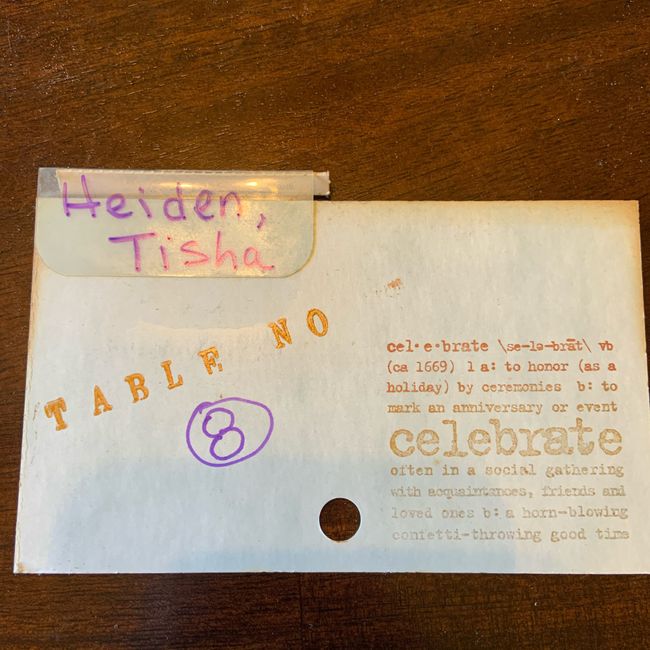 Heiden,
Tisha
TABLE NO
8
cel·e·brate \se-lə-brāt\ vb
(ca 1669) 1 a: to honor (as a
holiday) by ceremonies b: to
mark an anniversary or event
celebrate
often in a social gathering
with acquaintances, friends and
loved ones b: a horn-blowing
confetti-throwing good time